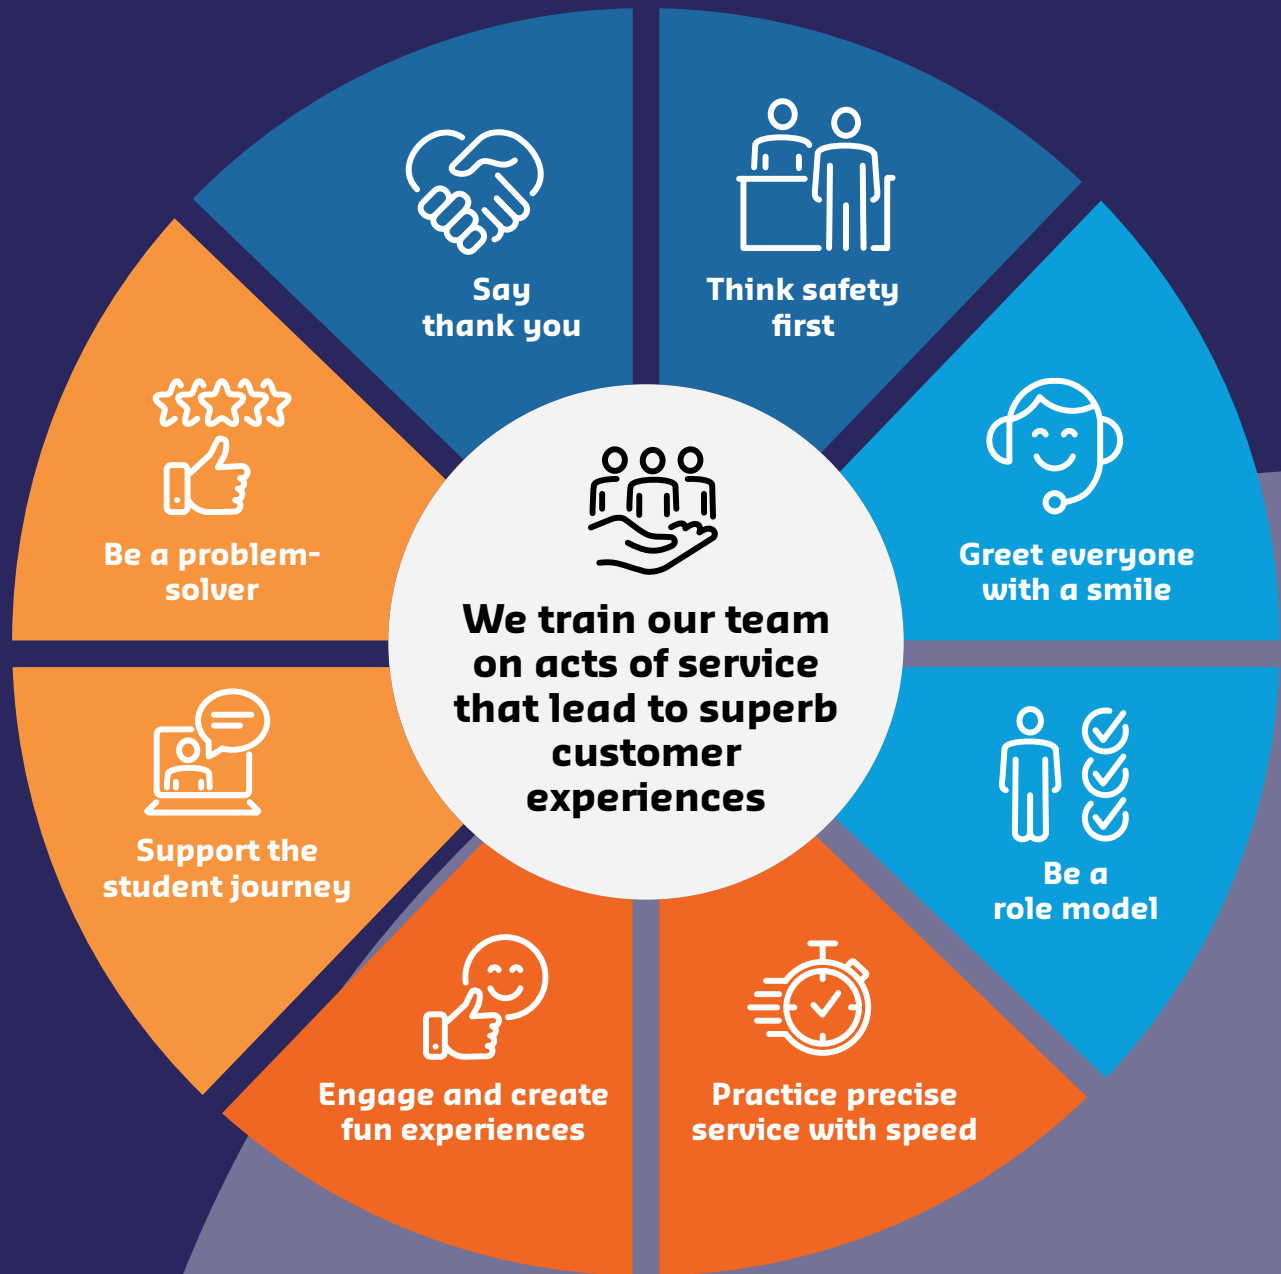 Say
thank you
Think safety
first
Be a problem-
solver
Greet everyone
with a smile
We train our team
on acts of service
that lead to superb
customer
experiences
Support the
student journey
Be a
role model
Engage and create
fun experiences
Practice precise
service with speed